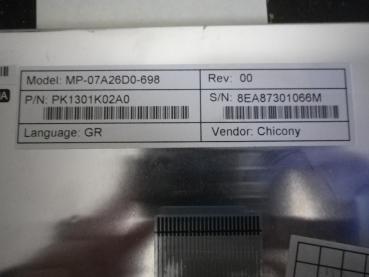 Model: MP-07A26D0-698 Rev: 00
P/N: PK1301K02A0 S/N: 8EA87301066M
A
Language: GR Vendor: Chicony